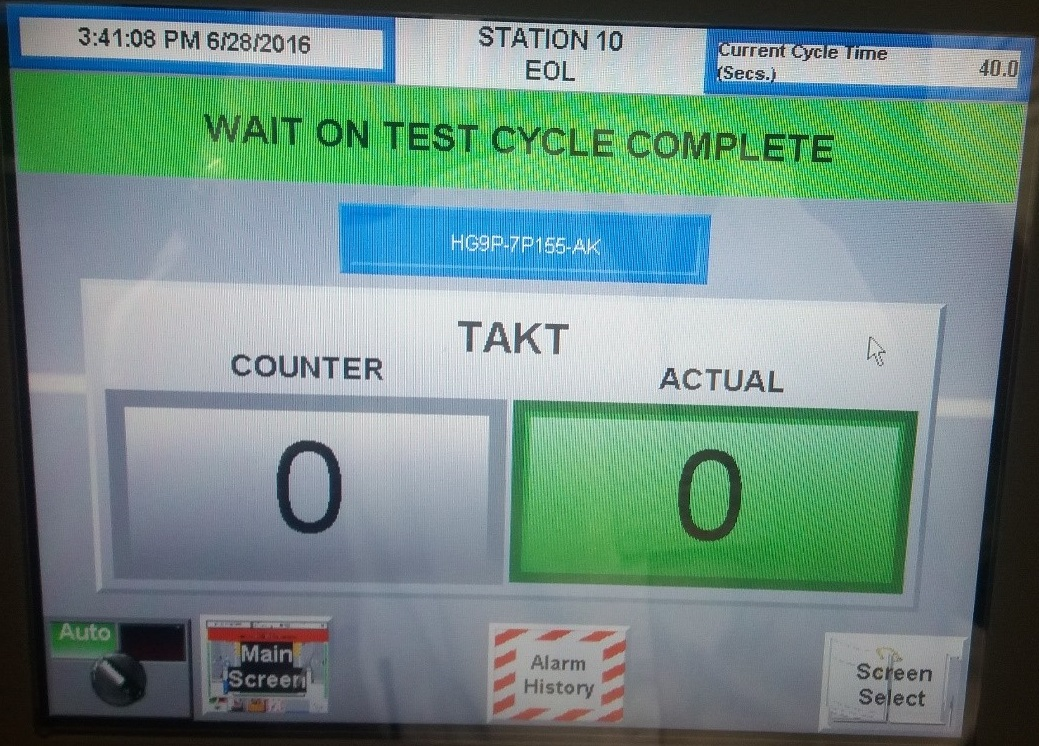 3:41:08 PM 6/28/2016
STATION 10
EOL
Current Cycle Time
(Secs.)
40.0
WAIT ON TEST CYCLE COMPLETE
HG9P-7P155-AK
TAKT
COUNTER
ACTUAL
0
0
Auto
Main
Screen
Alarm
History
Screen
Select